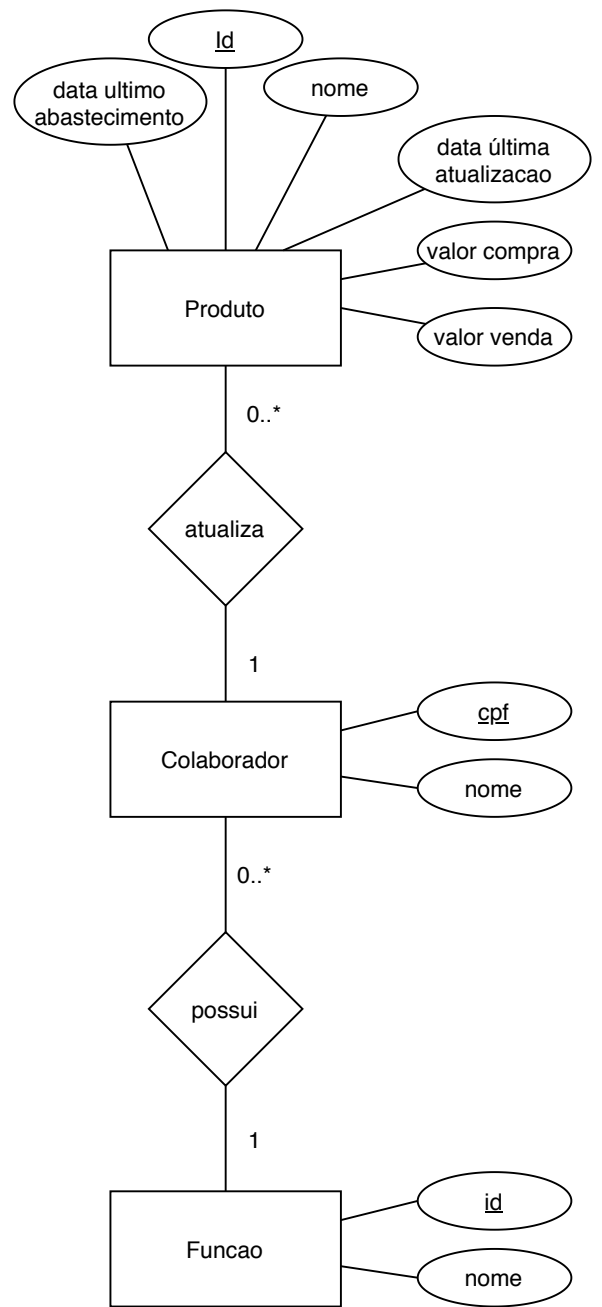 Id
data ultimo
abastecimento
nome
data última
atualizacao
valor compra
Produto
valor venda
0..*
atualiza
1
cpf
Colaborador
nome
0..*
possui
1
id
Funcao
nome